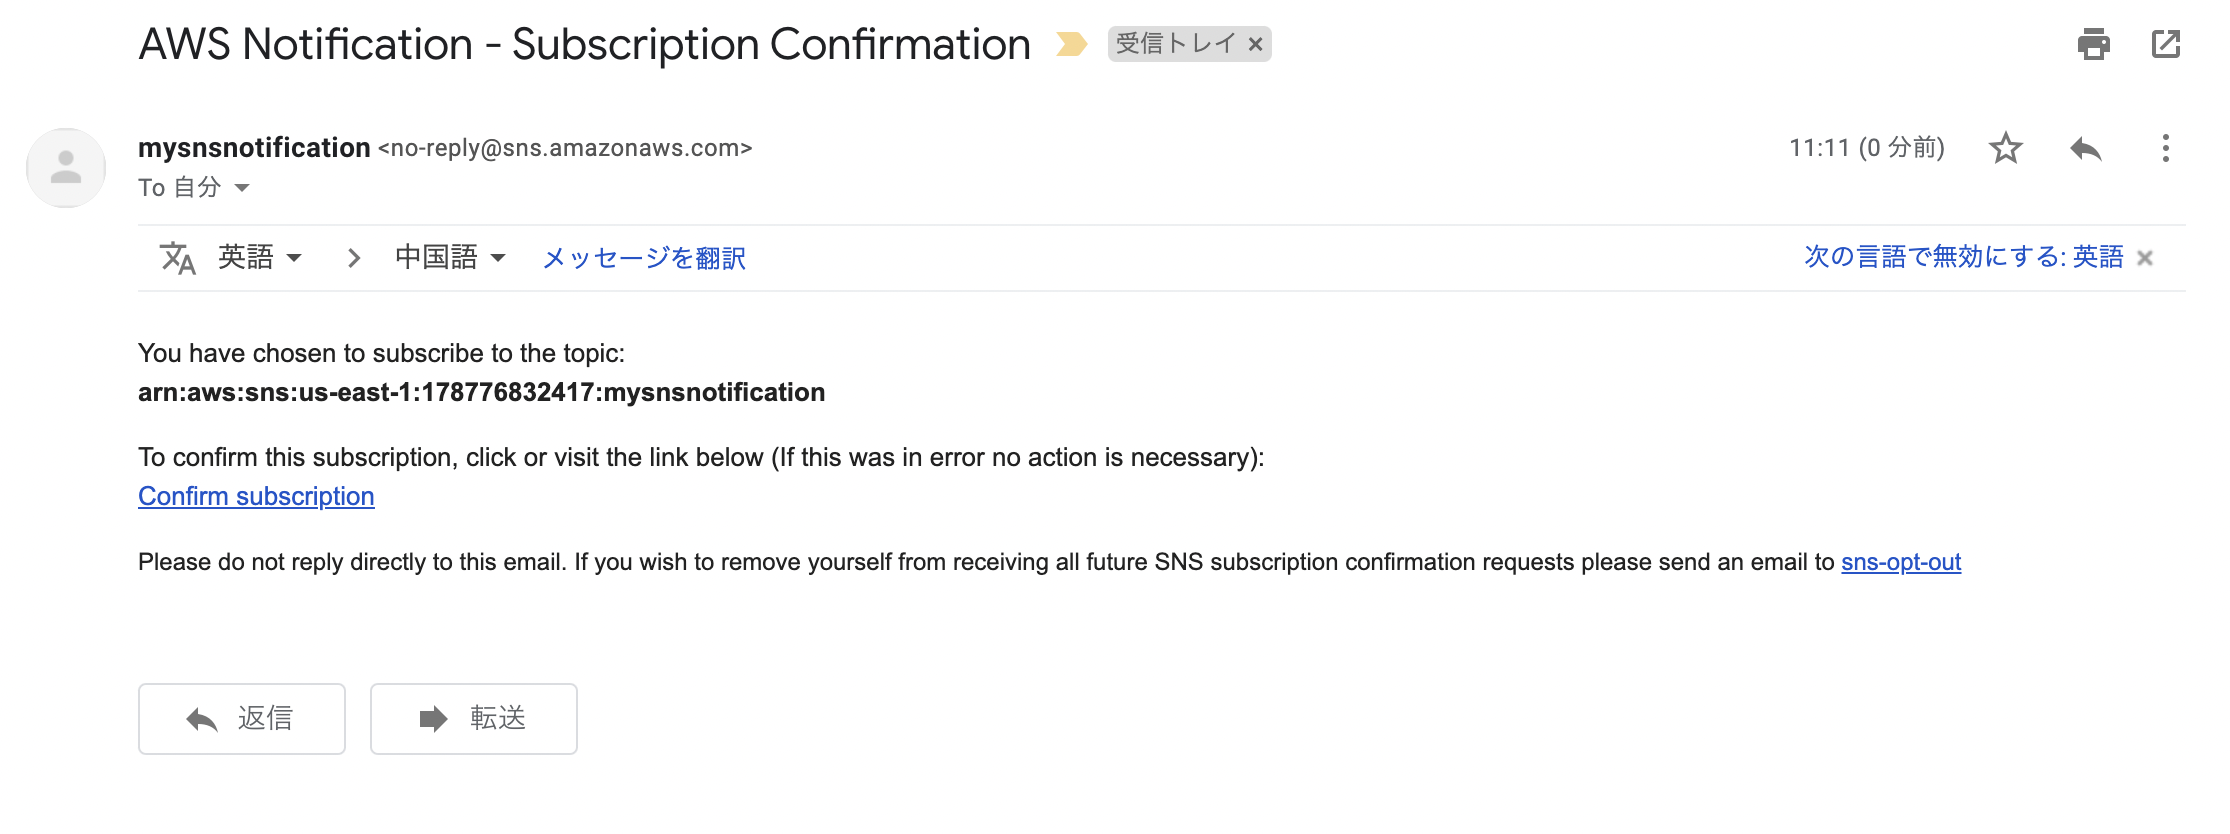 AWS Notification - Subscription Confirmation 受信トレイ ×
mysnsnotification <no-reply@sns.amazonaws.com> 11:11 (0 分前)
To 自分
英語 > 中国語 メッセージを翻訳 次の言語で無効にする: 英語 ×
You have chosen to subscribe to the topic:
arn:aws:sns:us-east-1:178776832417:mysnsnotification
To confirm this subscription, click or visit the link below (If this was in error no action is necessary):
Confirm subscription
Please do not reply directly to this email. If you wish to remove yourself from receiving all future SNS subscription confirmation requests please send an email to sns-opt-out
返信 転送